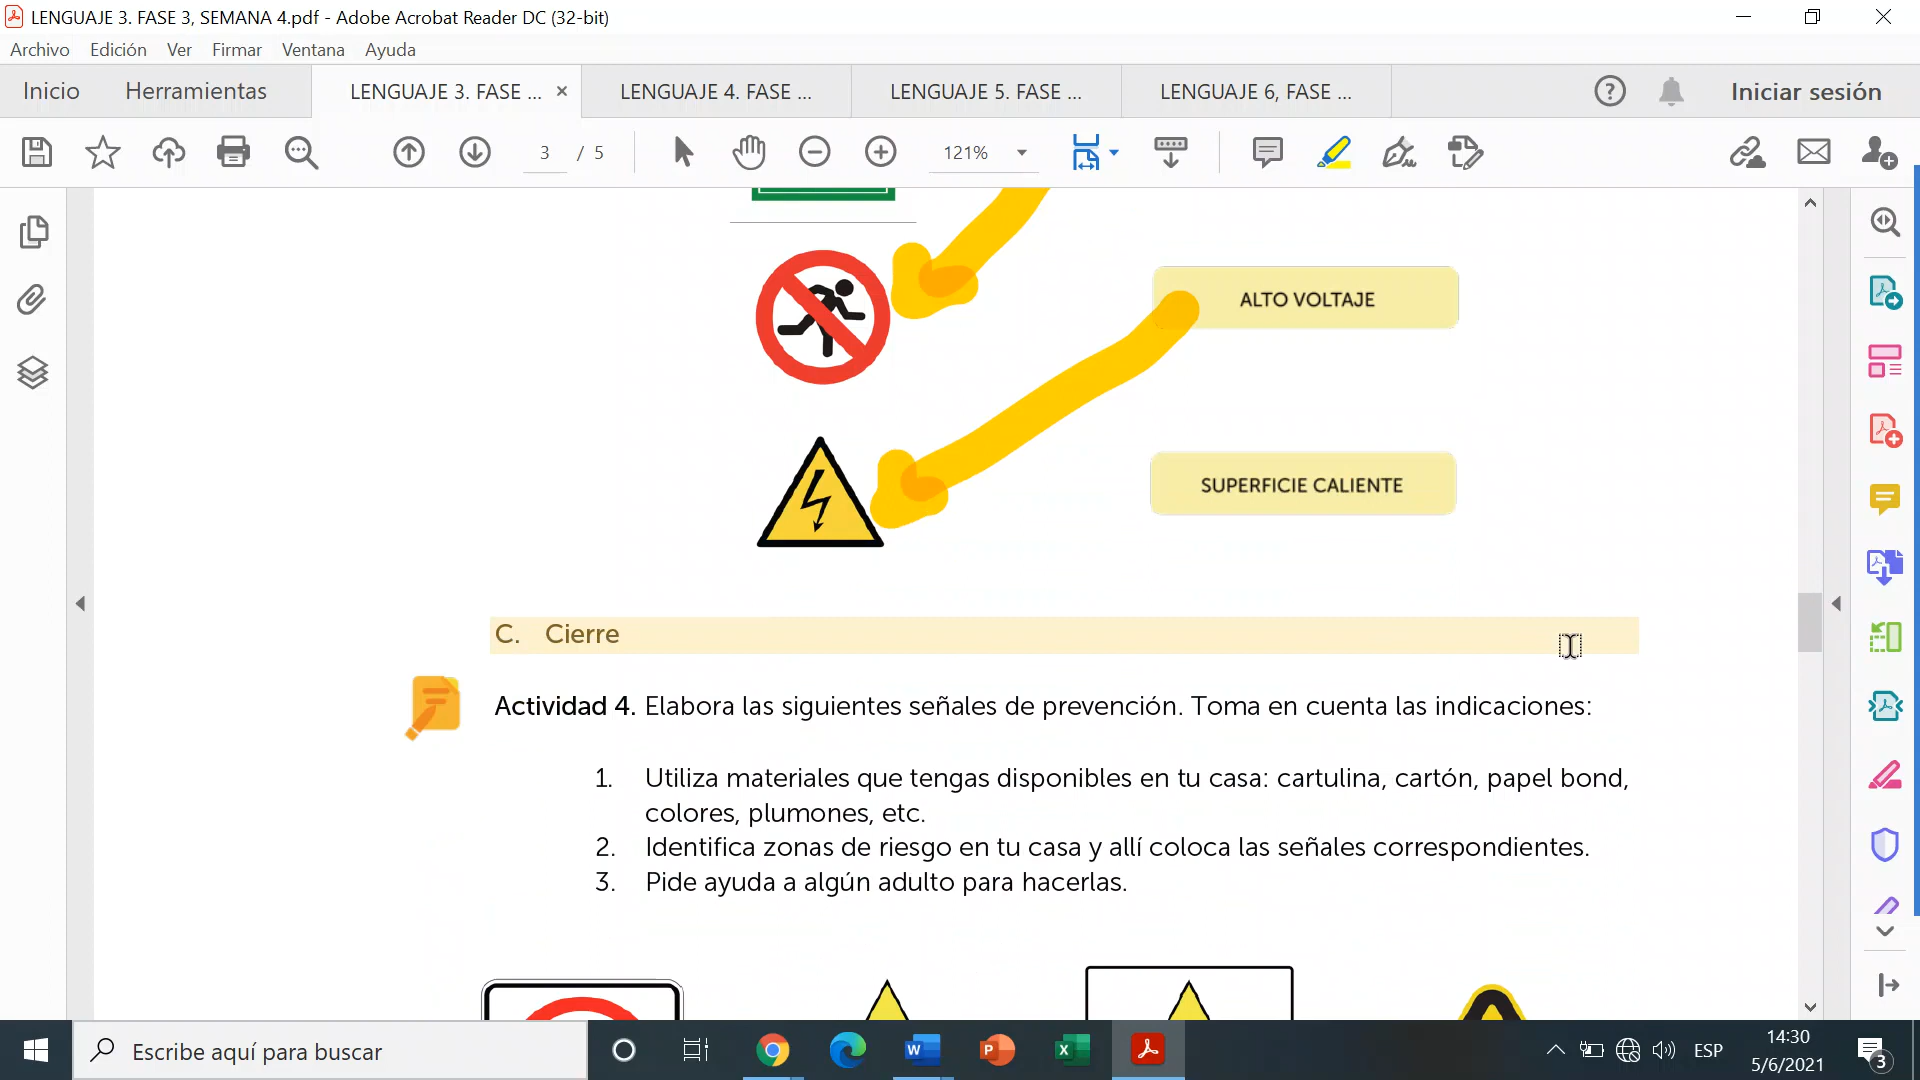 LENGUAJE 3. FASE 3, SEMANA 4.pdf - Adobe Acrobat Reader DC (32-bit)
Archivo Edición Ver Firmar Ventana Ayuda
Inicio Herramientas LENGUAJE 3. FASE ... × LENGUAJE 4. FASE ... LENGUAJE 5. FASE ... LENGUAJE 6, FASE ... Iniciar sesión
3 / 5 121%
ALTO VOLTAJE
SUPERFICIE CALIENTE
C. Cierre
Actividad 4. Elabora las siguientes señales de prevención. Toma en cuenta las indicaciones:
1. Utiliza materiales que tengas disponibles en tu casa: cartulina, cartón, papel bond,
colores, plumones, etc.
2. Identifica zonas de riesgo en tu casa y allí coloca las señales correspondientes.
3. Pide ayuda a algún adulto para hacerlas.
Escribe aquí para buscar
ESP
14:30
5/6/2021
3